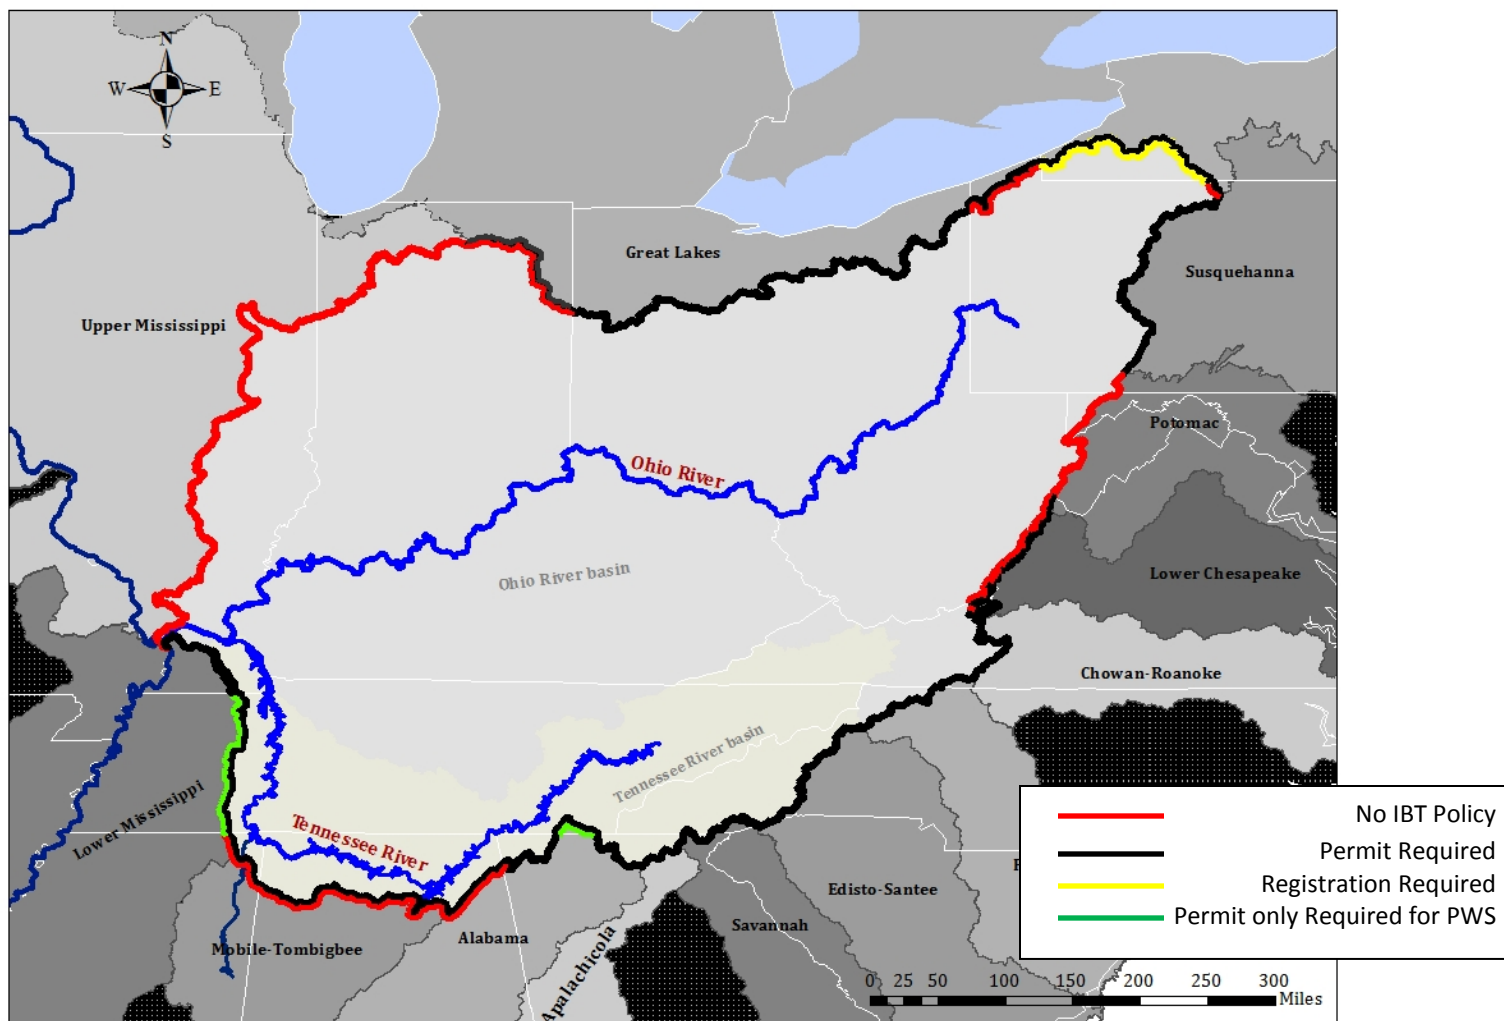 N
W E
S
Great Lakes
Susquehanna
Upper Mississippi
Potomac
Ohio River
Ohio River basin
Lower Chesapeake
Chowan-Roanoke
Tennessee River basin
Lower Mississippi
Tennessee River
Edisto-Santee
Savannah
Alabama
Mobile-Tombigbee
Apalachicola
No IBT Policy
Permit Required
Registration Required
Permit only Required for PWS
0 25 50 100 150 200 250 300
Miles